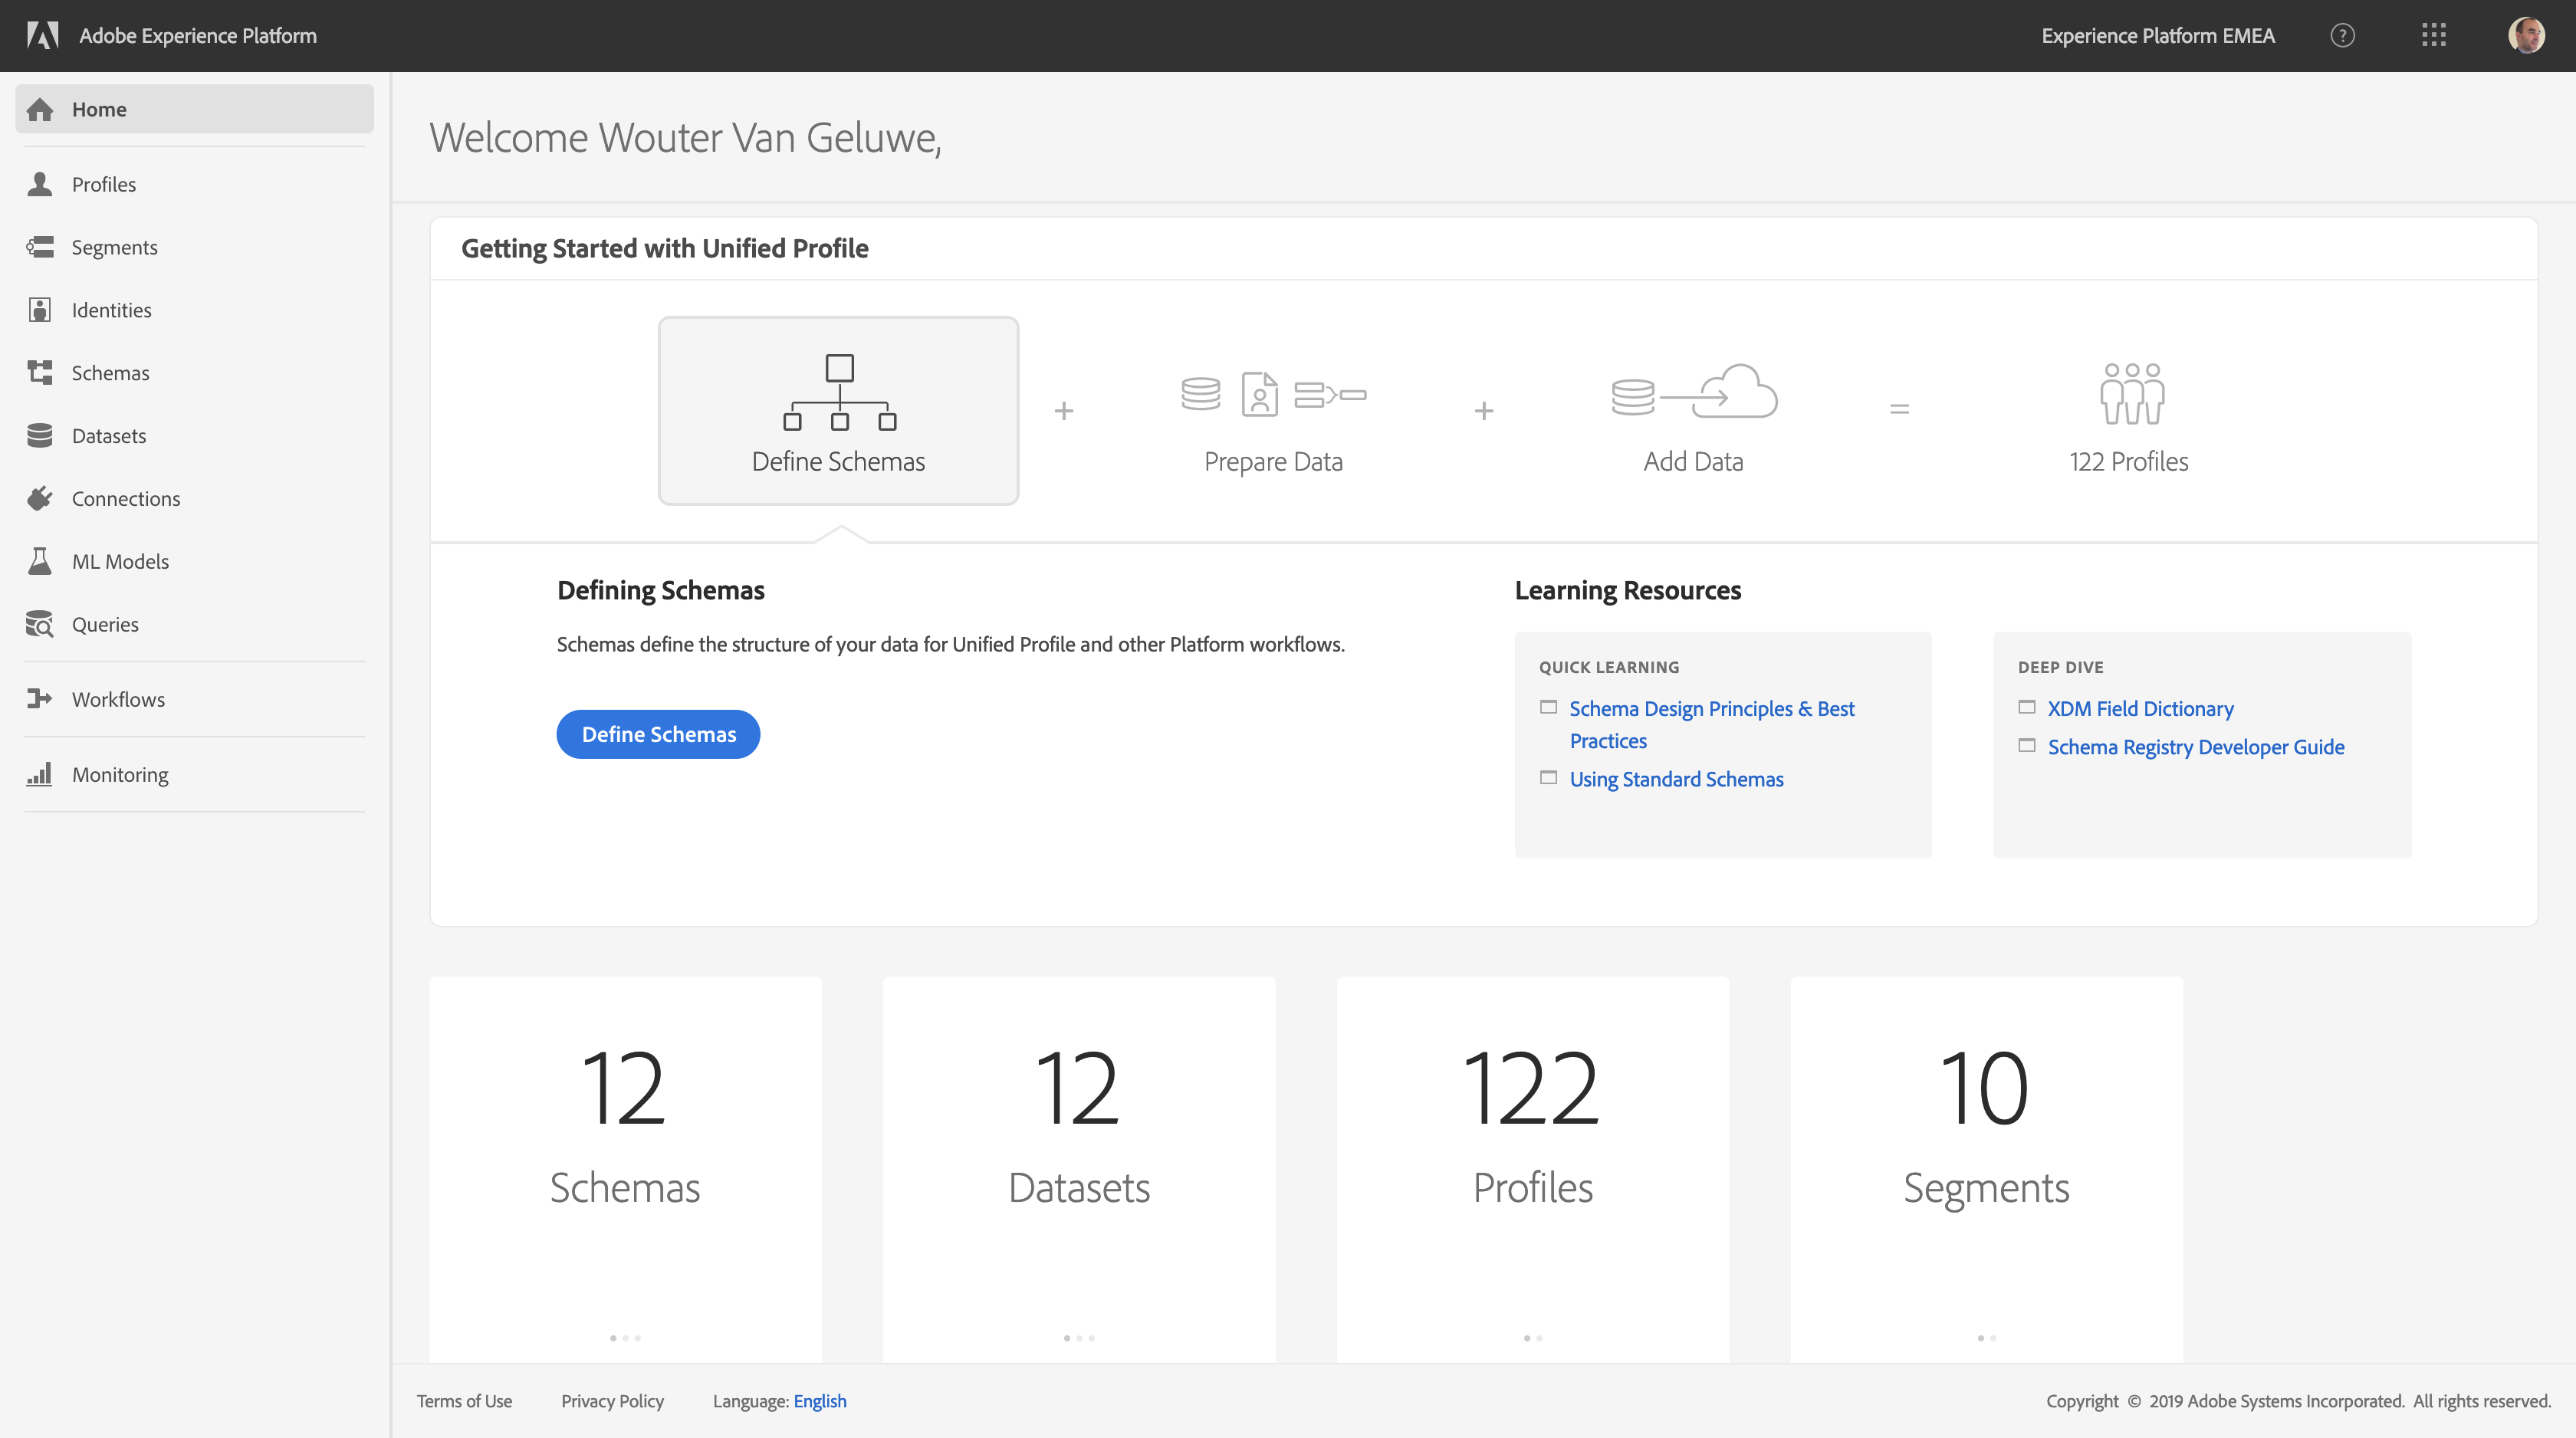 Adobe Experience Platform
Experience Platform EMEA
?
Home
Profiles
Segments
Identities
Schemas
Datasets
Connections
ML Models
Queries
Workflows
Monitoring
Welcome Wouter Van Geluwe,
Getting Started with Unified Profile
Define Schemas
+
Prepare Data
+
Add Data
=
122 Profiles
Defining Schemas
Schemas define the structure of your data for Unified Profile and other Platform workflows.
Define Schemas
Learning Resources
QUICK LEARNING
Schema Design Principles & Best
Practices
Using Standard Schemas
DEEP DIVE
XDM Field Dictionary
Schema Registry Developer Guide
12
Schemas
12
Datasets
122
Profiles
10
Segments
Terms of Use
Privacy Policy
Language: English
Copyright © 2019 Adobe Systems Incorporated. All rights reserved.